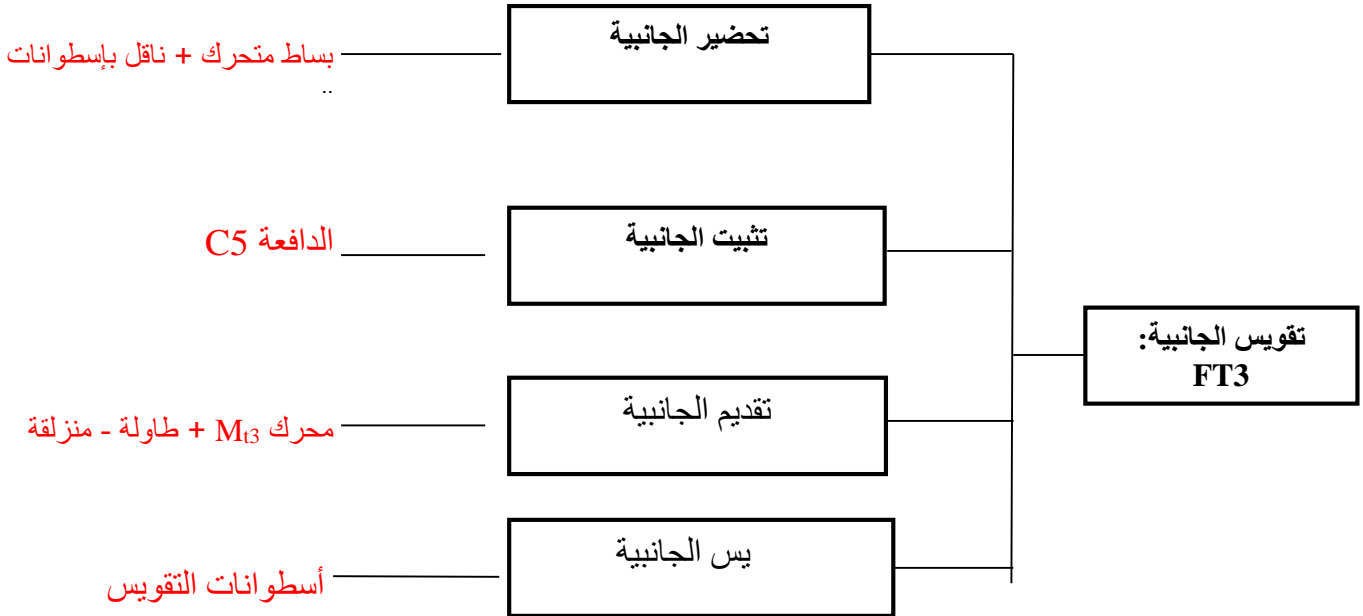 تحضير الجانبية
بساط متحرك + ناقل بإسطوانات
..
تثبيت الجانبية
الدافعة C5
تقويس الجانبية:
FT3
تقديم الجانبية
محرك Mt3 + طاولة - منزلقة
يس الجانبية
أسطوانات التقويس